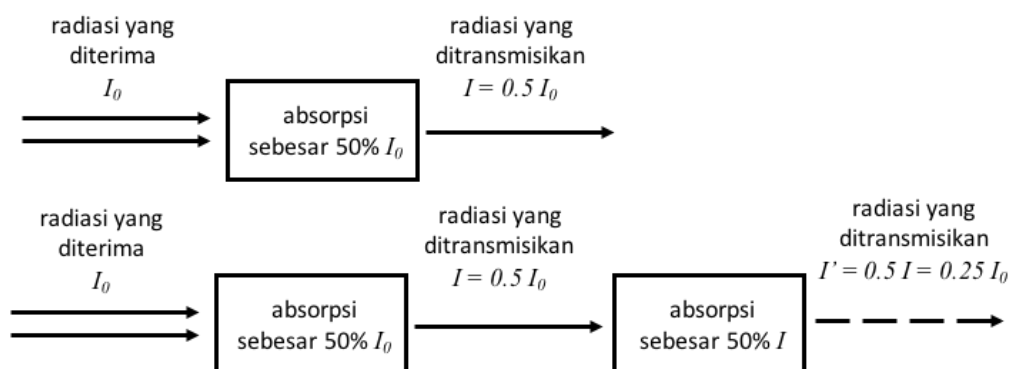 radiasi yang
diterima
I₀
absorpsi
sebesar 50% I₀
radiasi yang
ditransmisikan
I = 0.5 I₀
radiasi yang
diterima
I₀
absorpsi
sebesar 50% I₀
radiasi yang
ditransmisikan
I = 0.5 I₀
absorpsi
sebesar 50% I
radiasi yang
ditransmisikan
I’ = 0.5 I = 0.25 I₀